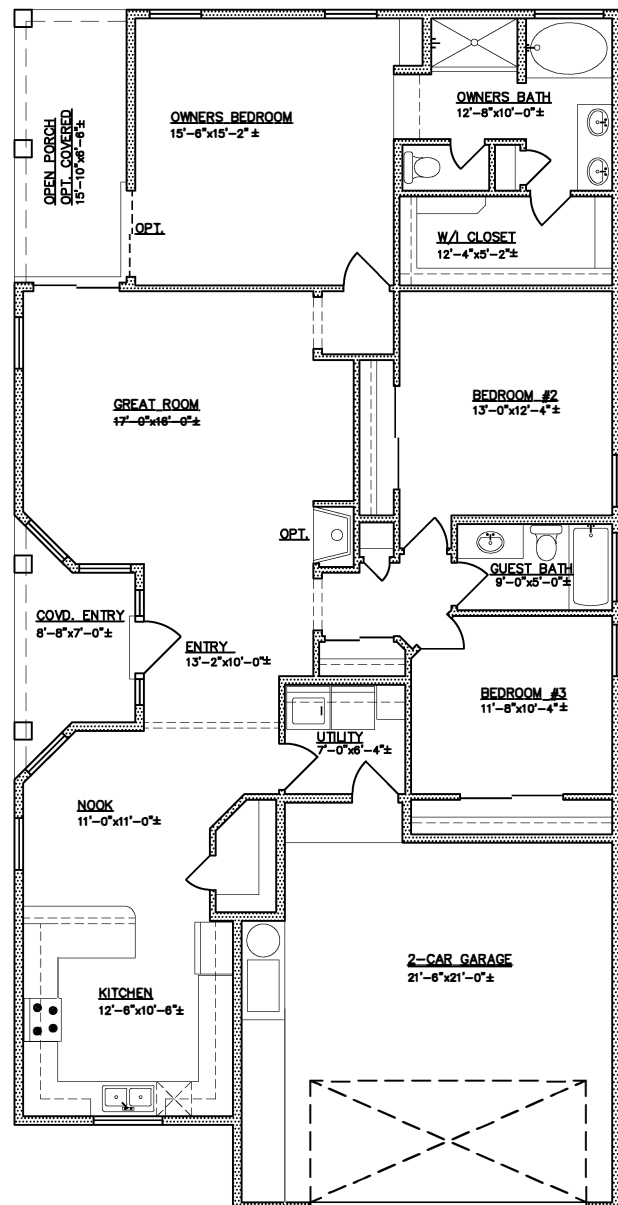 OWNERS BEDROOM
15'-6"x15'-2" ±
OWNERS BATH
12'-8"x10'-0"±
OPEN PORCH
OPT. COVERED
15'-10"x6'-6"±
OPT.
W/I CLOSET
12'-4"x5'-2"±
GREAT ROOM
17'-0"x16'-0"±
BEDROOM #2
13'-0"x12'-4"±
OPT.
GUEST BATH
9'-0"x5'-0"±
COVD. ENTRY
8'-8"x7'-0"±
ENTRY
13'-2"x10'-0"±
BEDROOM #3
11'-8"x10'-4"±
UTILITY
7'-0"x6'-4"±
NOOK
11'-0"x11'-0"±
2-CAR GARAGE
21'-6"x21'-0"±
KITCHEN
12'-6"x10'-6"±